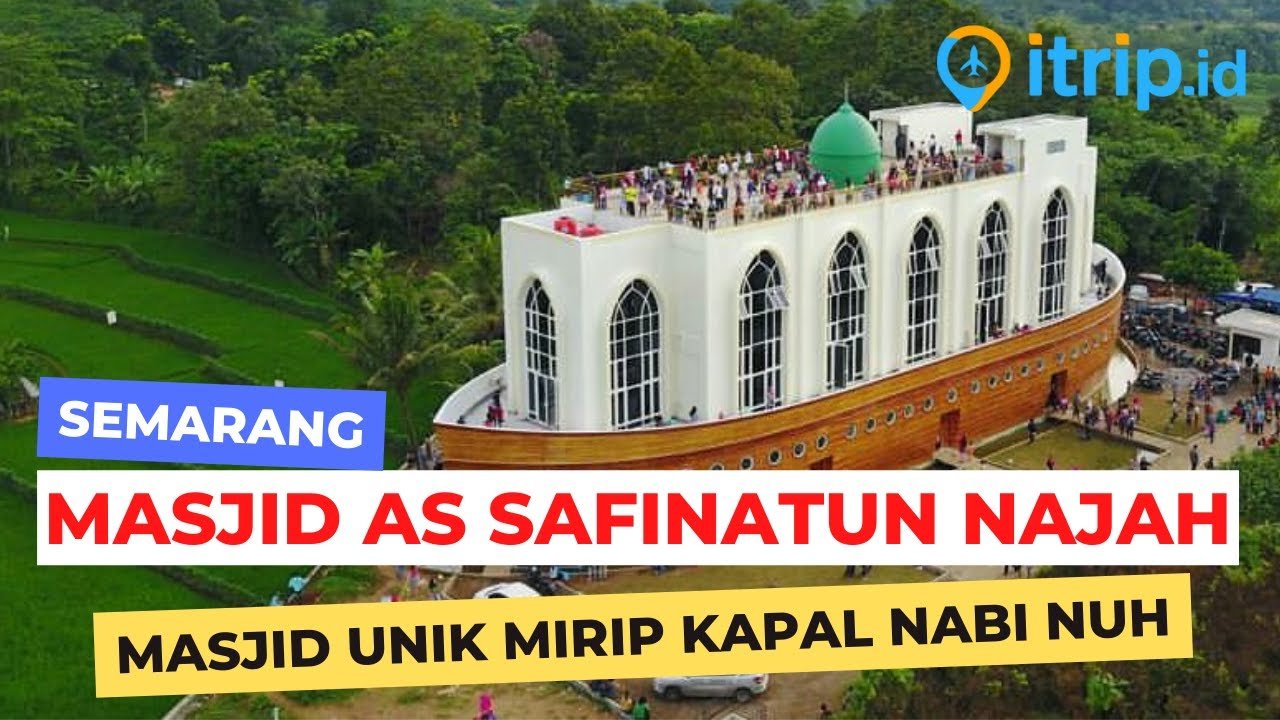 itrip.id
SEMARANG
MASJID AS SAFINATUN NAJAH
MASJID UNIK MIRIP KAPAL NABI NUH